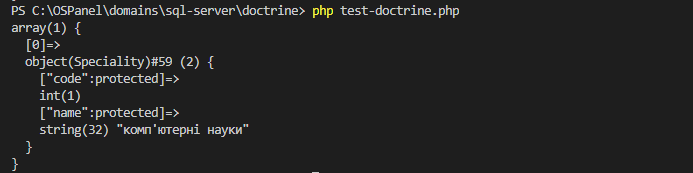 PS C:\OSPanel\domains\sql-server\doctrine> php test-doctrine.php
array(1) {
  [0]=>
  object(Speciality)#59 (2) {
    ["code":protected]=>
    int(1)
    ["name":protected]=>
    string(32) "комп'ютерні науки"
  }
}